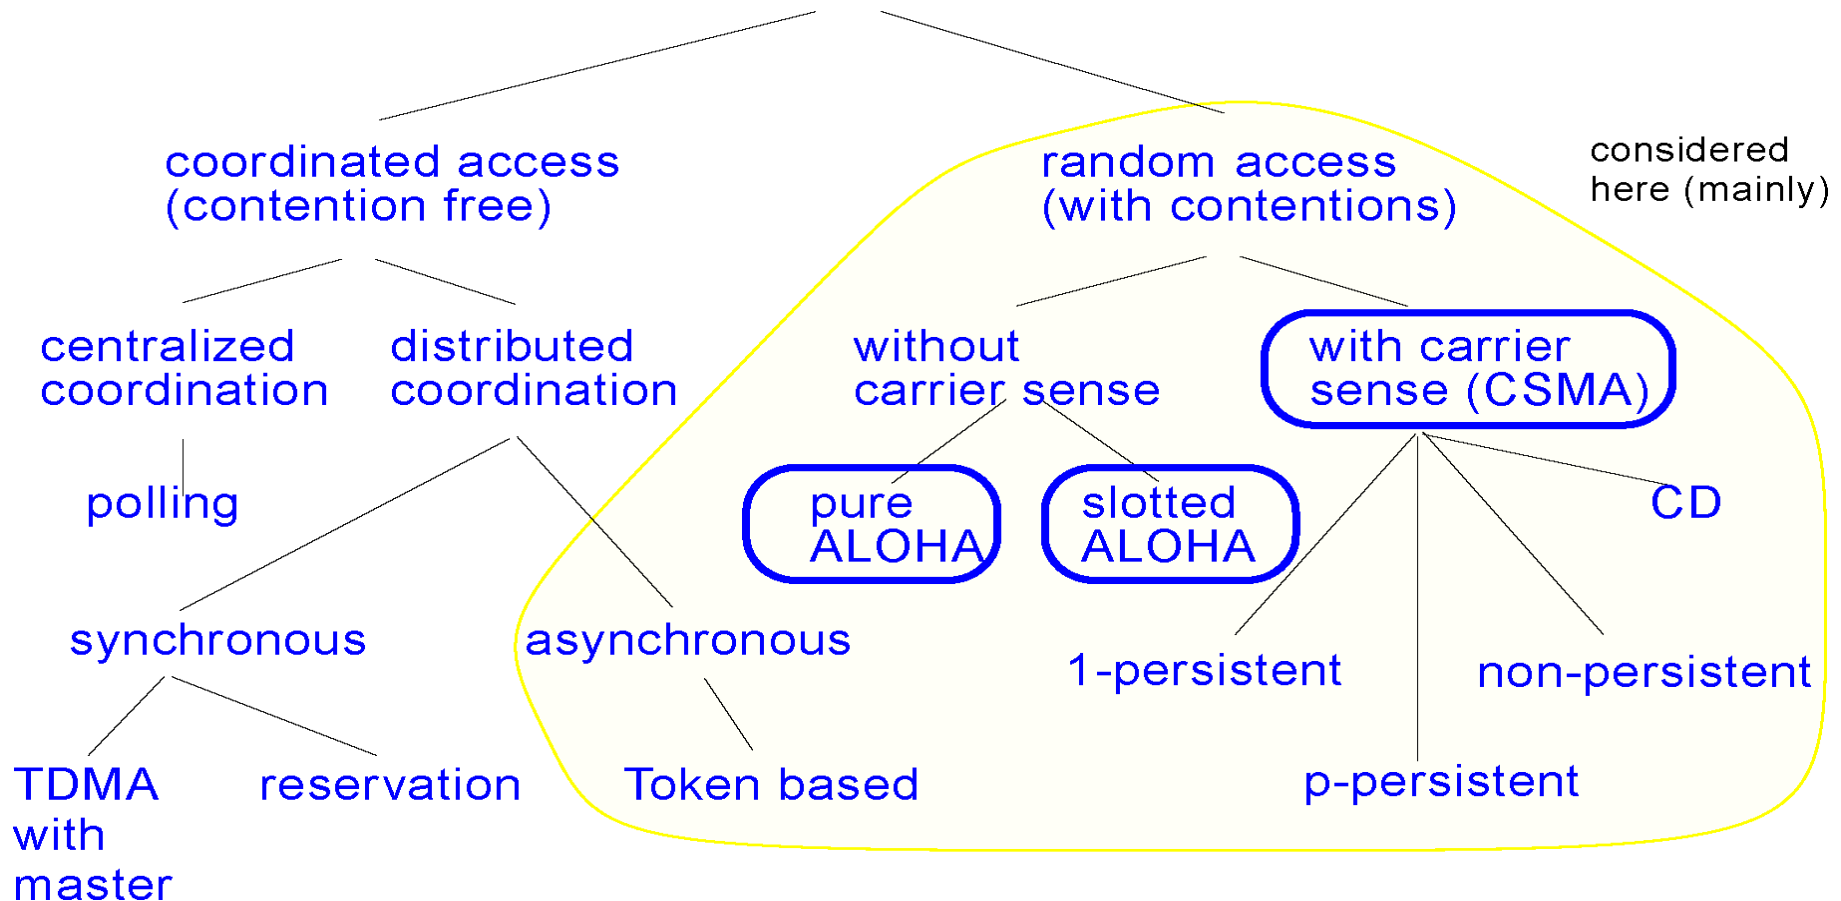 coordinated access
(contention free)
random access
(with contentions)
considered
here (mainly)
centralized
coordination
distributed
coordination
without
carrier sense
with carrier
sense (CSMA)
polling
pure
ALOHA
slotted
ALOHA
CD
synchronous
asynchronous
1-persistent
non-persistent
TDMA
with
master
reservation
Token based
p-persistent